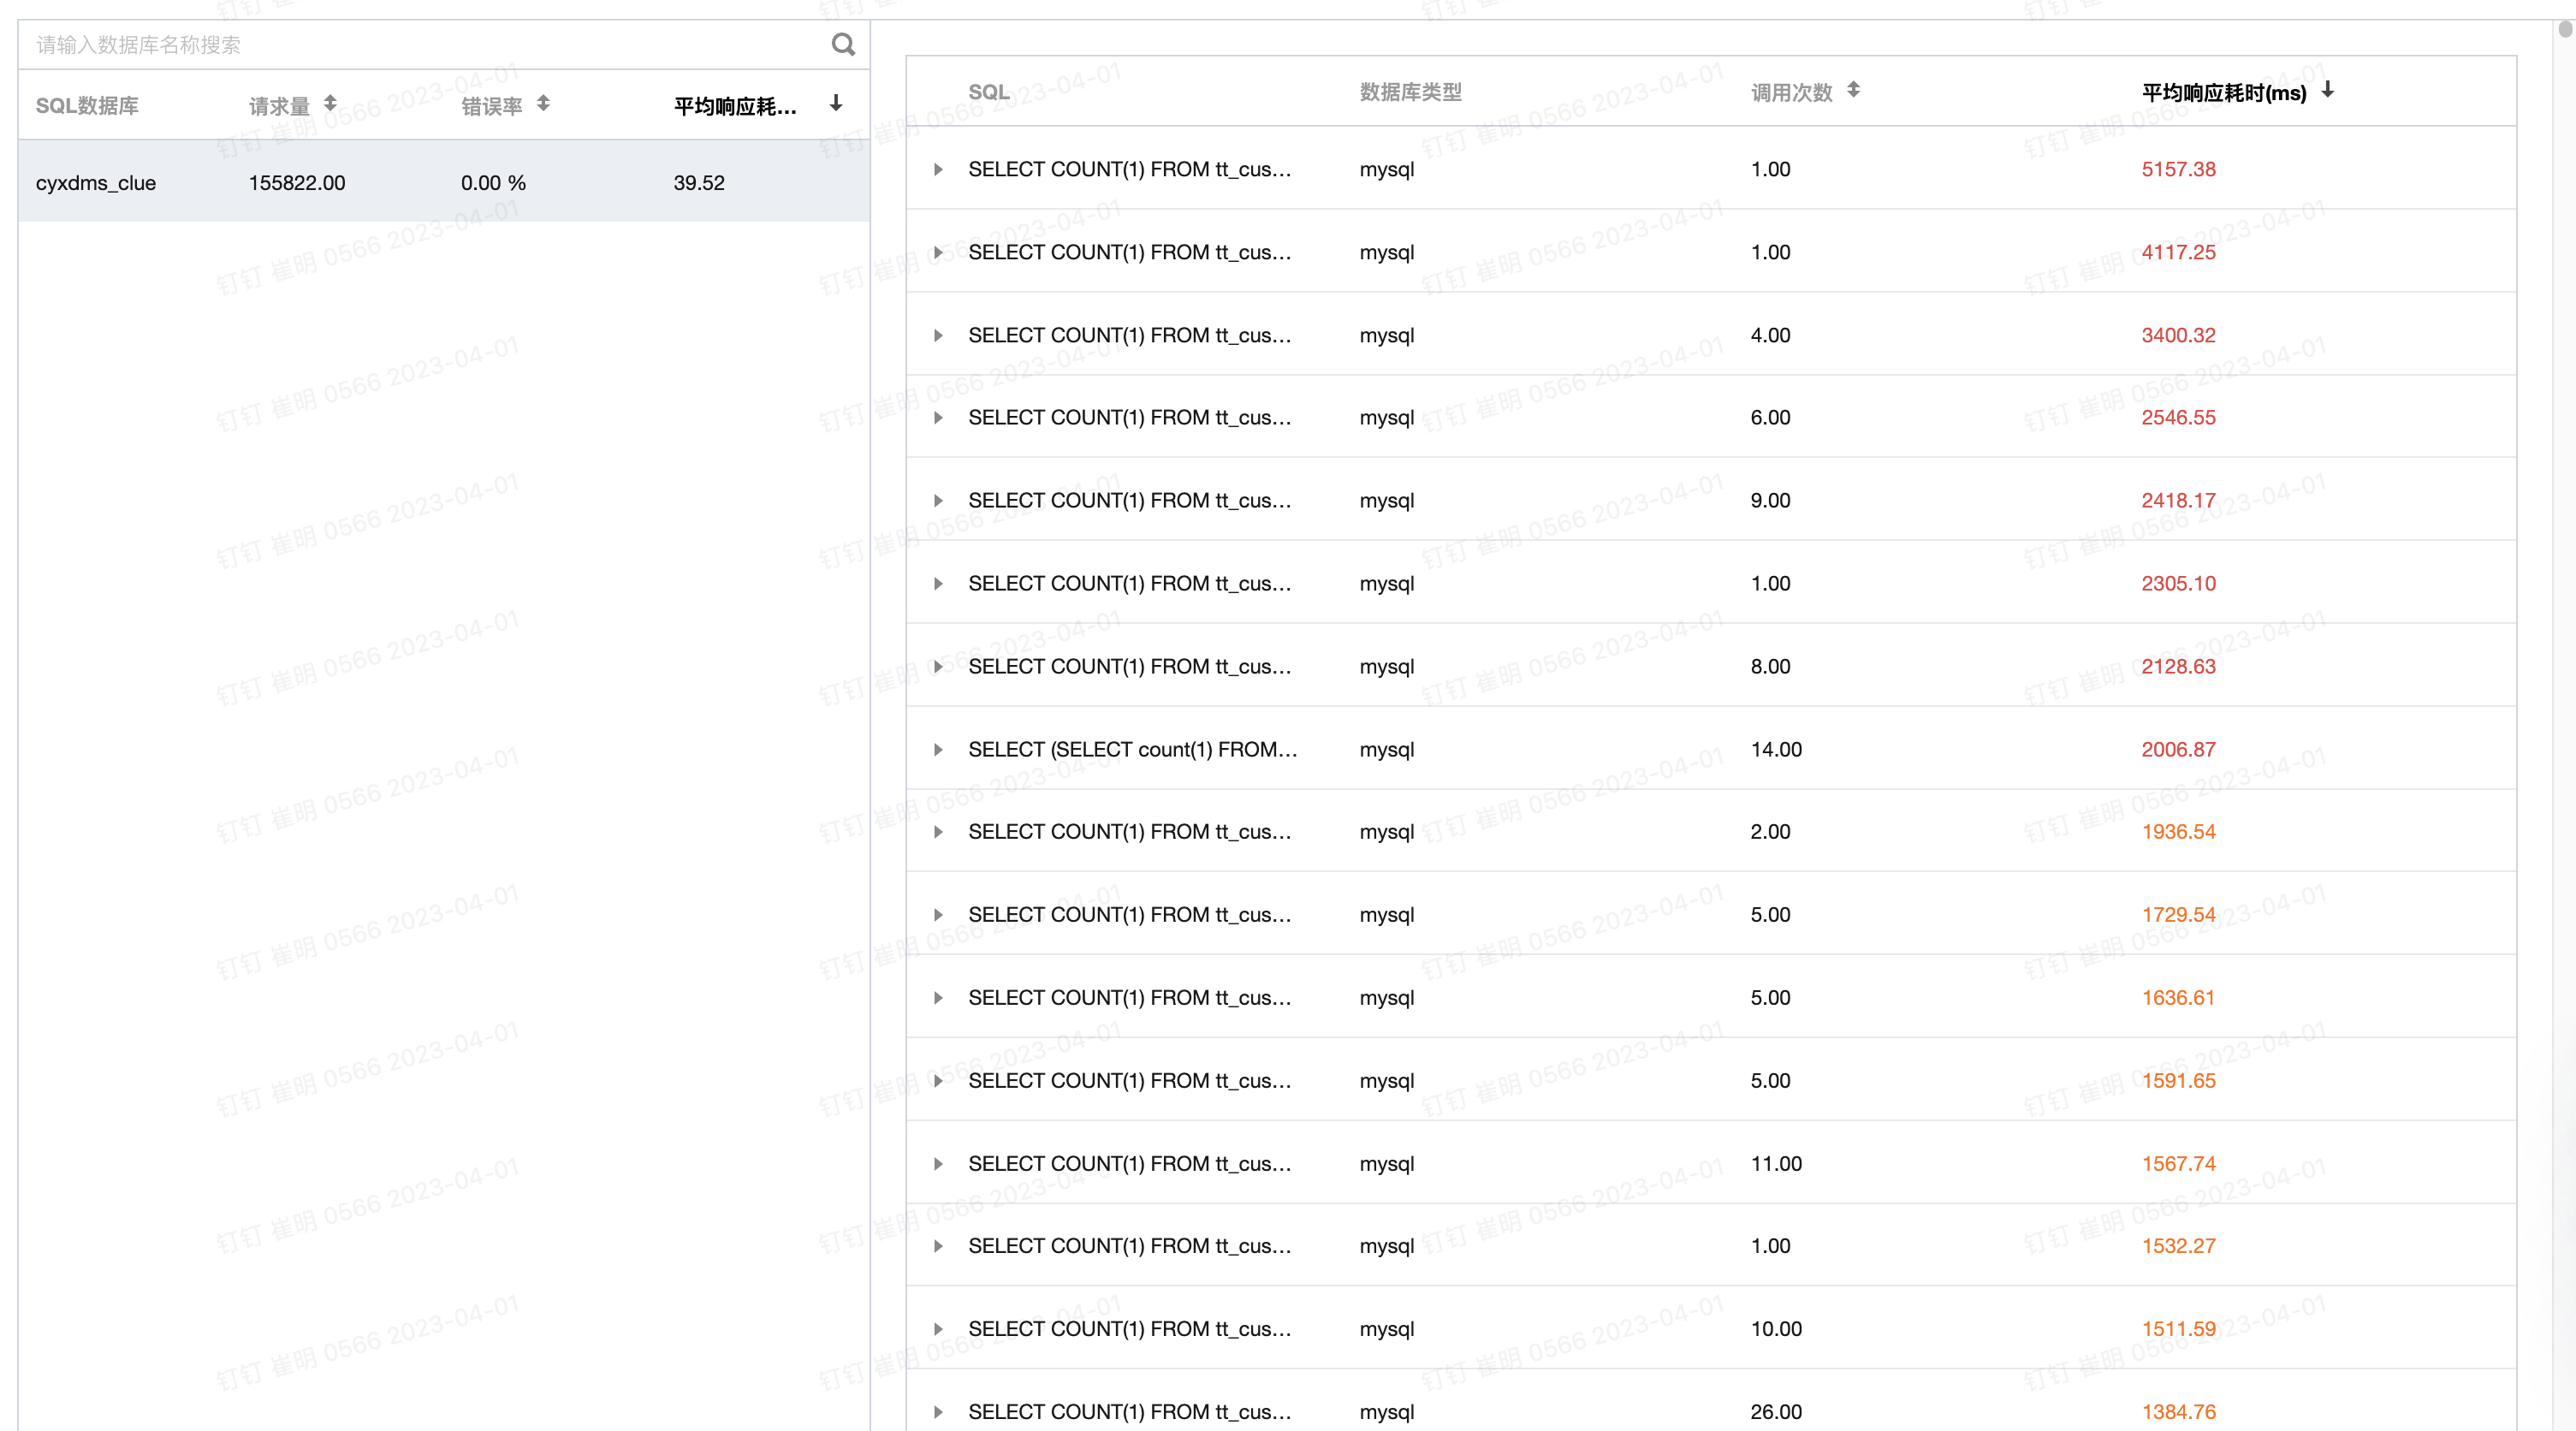 请输入数据库名称搜索
SQL数据库 请求量 错误率 平均响应耗...
cyxdms_clue 155822.00 0.00 % 39.52
SQL 数据库类型 调用次数 平均响应耗时(ms)
SELECT COUNT(1) FROM tt_cus... mysql 1.00 5157.38
SELECT COUNT(1) FROM tt_cus... mysql 1.00 4117.25
SELECT COUNT(1) FROM tt_cus... mysql 4.00 3400.32
SELECT COUNT(1) FROM tt_cus... mysql 6.00 2546.55
SELECT COUNT(1) FROM tt_cus... mysql 9.00 2418.17
SELECT COUNT(1) FROM tt_cus... mysql 1.00 2305.10
SELECT COUNT(1) FROM tt_cus... mysql 8.00 2128.63
SELECT (SELECT count(1) FROM... mysql 14.00 2006.87
SELECT COUNT(1) FROM tt_cus... mysql 2.00 1936.54
SELECT COUNT(1) FROM tt_cus... mysql 5.00 1729.54
SELECT COUNT(1) FROM tt_cus... mysql 5.00 1636.61
SELECT COUNT(1) FROM tt_cus... mysql 5.00 1591.65
SELECT COUNT(1) FROM tt_cus... mysql 11.00 1567.74
SELECT COUNT(1) FROM tt_cus... mysql 1.00 1532.27
SELECT COUNT(1) FROM tt_cus... mysql 10.00 1511.59
SELECT COUNT(1) FROM tt_cus... mysql 26.00 1384.76
钉钉 崔明 0566 2023-04-01